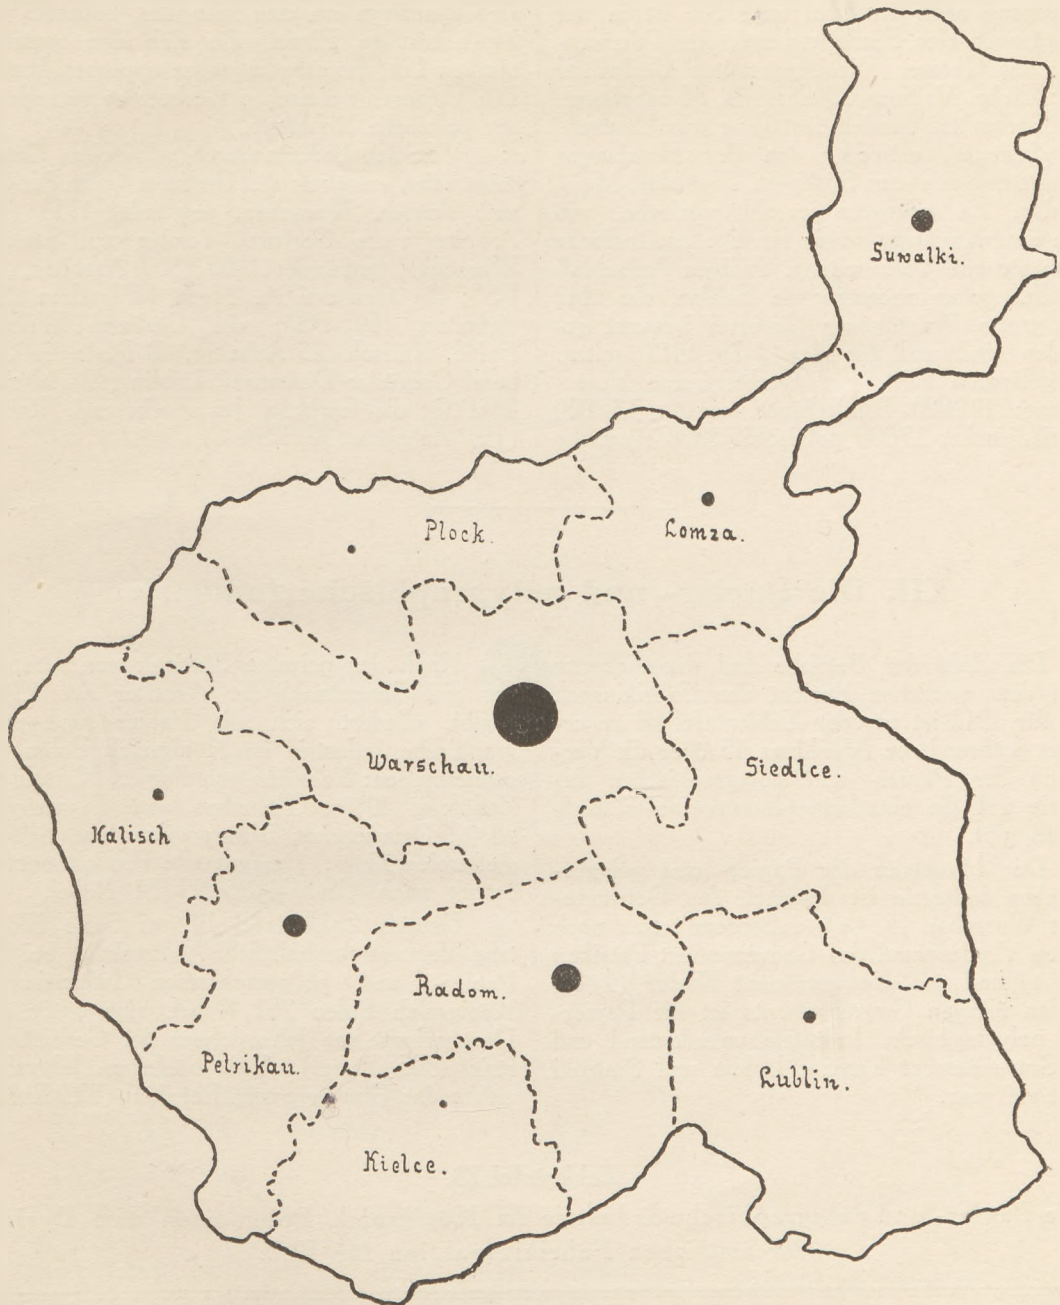 Suwalki.
Plock.
Lomza.
Warschau.
Siedlce.
Kalisch
Radom.
Petrikau.
Lublin.
Kielce.